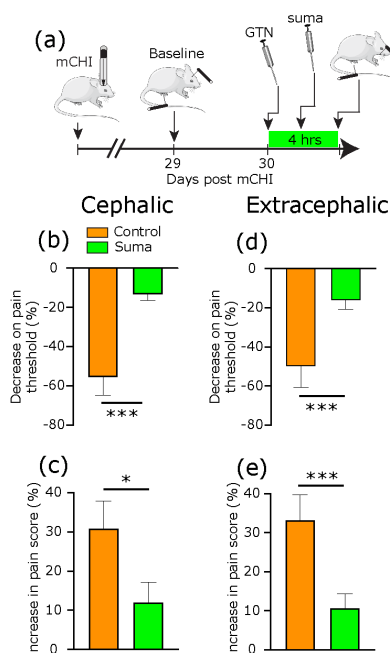 (a)
mCHI
Baseline
GTN
suma
4 hrs
29
30
Days post mCHI
Cephalic
Extracephalic
(b)
Control
Suma
(d)
0
-20
-40
-60
-80
Decrease on pain
threshold (%)
***
0
-20
-40
-60
-80
Decrease on pain
threshold (%)
***
(c)
40
30
20
10
0
ncrease in pain score (%)
*
(e)
40
30
20
10
0
ncrease in pain score (%)
***